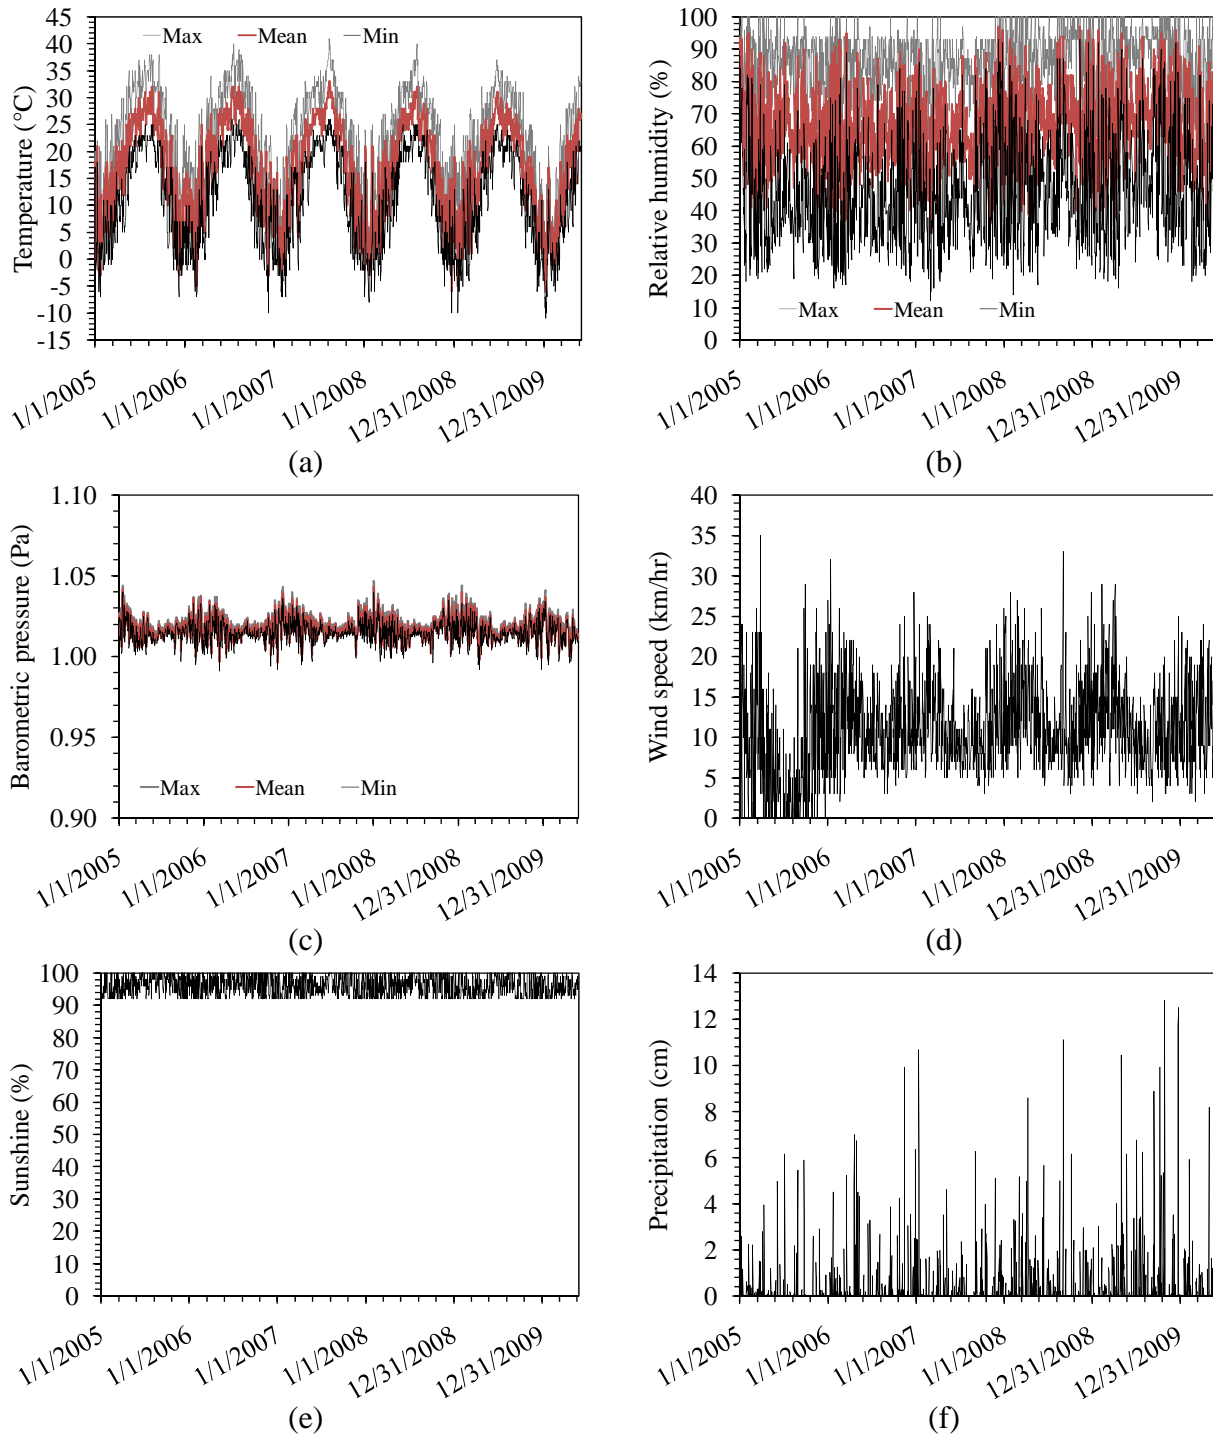 Temperature (°C)
45
40
35
30
25
20
15
10
5
0
-5
-10
-15
Max Mean Min
1/1/2005 1/1/2006 1/1/2007 1/1/2008 12/31/2008 12/31/2009
(a)
Relative humidity (%)
100
90
80
70
60
50
40
30
20
10
0
Max Mean Min
1/1/2005 1/1/2006 1/1/2007 1/1/2008 12/31/2008 12/31/2009
(b)
Barometric pressure (Pa)
1.10
1.05
1.00
0.95
0.90
Max Mean Min
1/1/2005 1/1/2006 1/1/2007 1/1/2008 12/31/2008 12/31/2009
(c)
Wind speed (km/hr)
40
35
30
25
20
15
10
5
0
1/1/2005 1/1/2006 1/1/2007 1/1/2008 12/31/2008 12/31/2009
(d)
Sunshine (%)
100
90
80
70
60
50
40
30
20
10
0
1/1/2005 1/1/2006 1/1/2007 1/1/2008 12/31/2008 12/31/2009
(e)
Precipitation (cm)
14
12
10
8
6
4
2
0
1/1/2005 1/1/2006 1/1/2007 1/1/2008 12/31/2008 12/31/2009
(f)